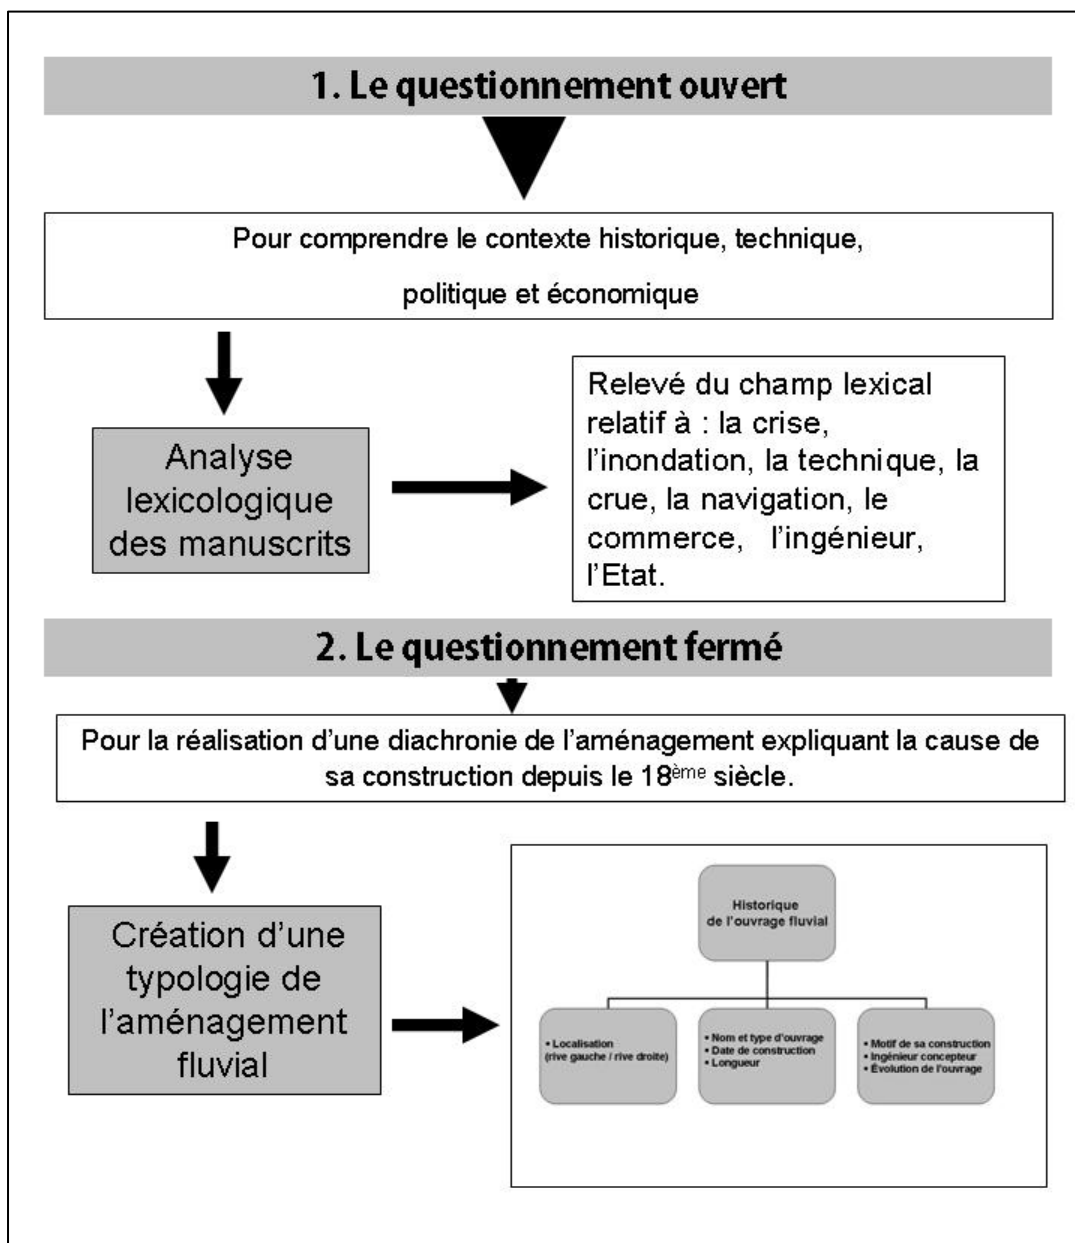 1. Le questionnement ouvert
Pour comprendre le contexte historique, technique,
politique et économique
Analyse
lexicologique
des manuscrits
Relevé du champ lexical
relatif à : la crise,
l'inondation, la technique, la
crue, la navigation, le
commerce, l'ingénieur,
l'Etat.
2. Le questionnement fermé
Pour la réalisation d'une diachronie de l'aménagement expliquant la cause de
sa construction depuis le 18ème siècle.
Création d'une
typologie de
l'aménagement
fluvial
Historique
de l'ouvrage fluvial
• Localisation
(rive gauche / rive droite)
• Nom et type d'ouvrage
• Date de construction
• Longueur
• Motif de sa construction
• Ingénieur concepteur
• Évolution de l'ouvrage